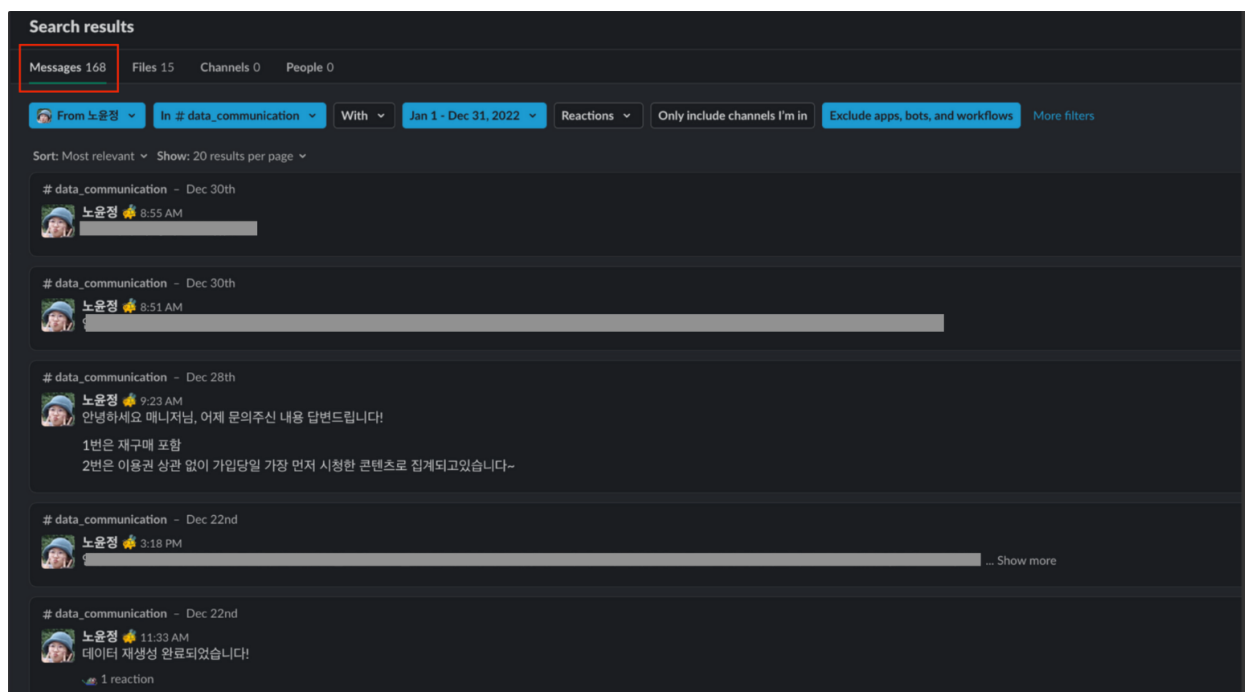 Search results
Messages 168 Files 15 Channels 0 People 0
From 노윤정 In # data_communication With Jan 1 - Dec 31, 2022 Reactions Only include channels I'm in Exclude apps, bots, and workflows More filters
Sort: Most relevant Show: 20 results per page
# data_communication – Dec 30th
노윤정 8:55 AM
# data_communication – Dec 30th
노윤정 8:51 AM
# data_communication – Dec 28th
노윤정 9:23 AM
안녕하세요 매니저님, 어제 문의주신 내용 답변드립니다!
1번은 재구매 포함
2번은 이용권 상관 없이 가입당일 가장 먼저 시청한 콘텐츠로 집계되고있습니다~
# data_communication – Dec 22nd
노윤정 3:18 PM
... Show more
# data_communication – Dec 22nd
노윤정 11:33 AM
데이터 재생성 완료되었습니다!
1 reaction